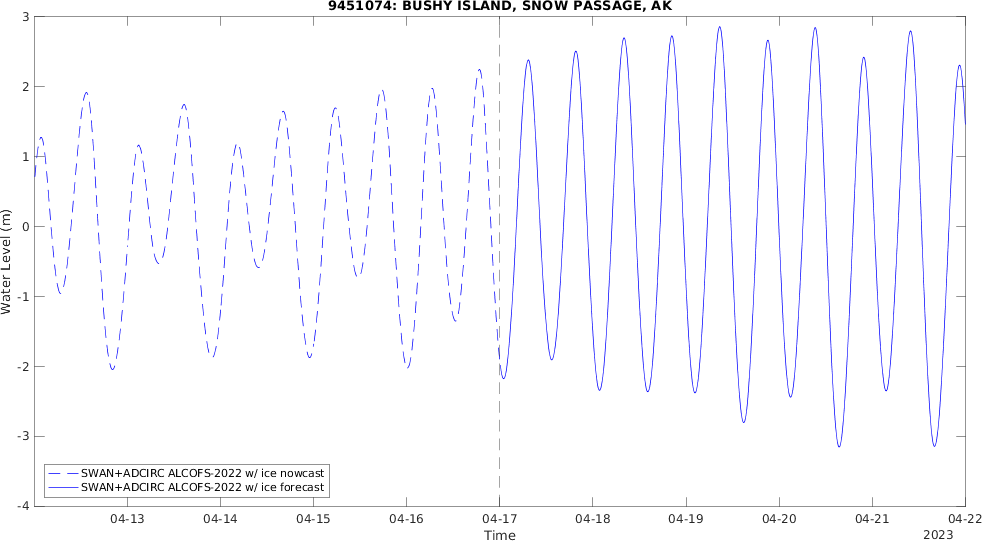 9451074: BUSHY ISLAND, SNOW PASSAGE, AK
3
2
1
0
-1
-2
-3
-4
Water Level (m)
SWAN+ADCIRC ALCOFS-2022 w/ ice nowcast
SWAN+ADCIRC ALCOFS-2022 w/ ice forecast
04-13 04-14 04-15 04-16 04-17 04-18 04-19 04-20 04-21 04-22
Time
2023